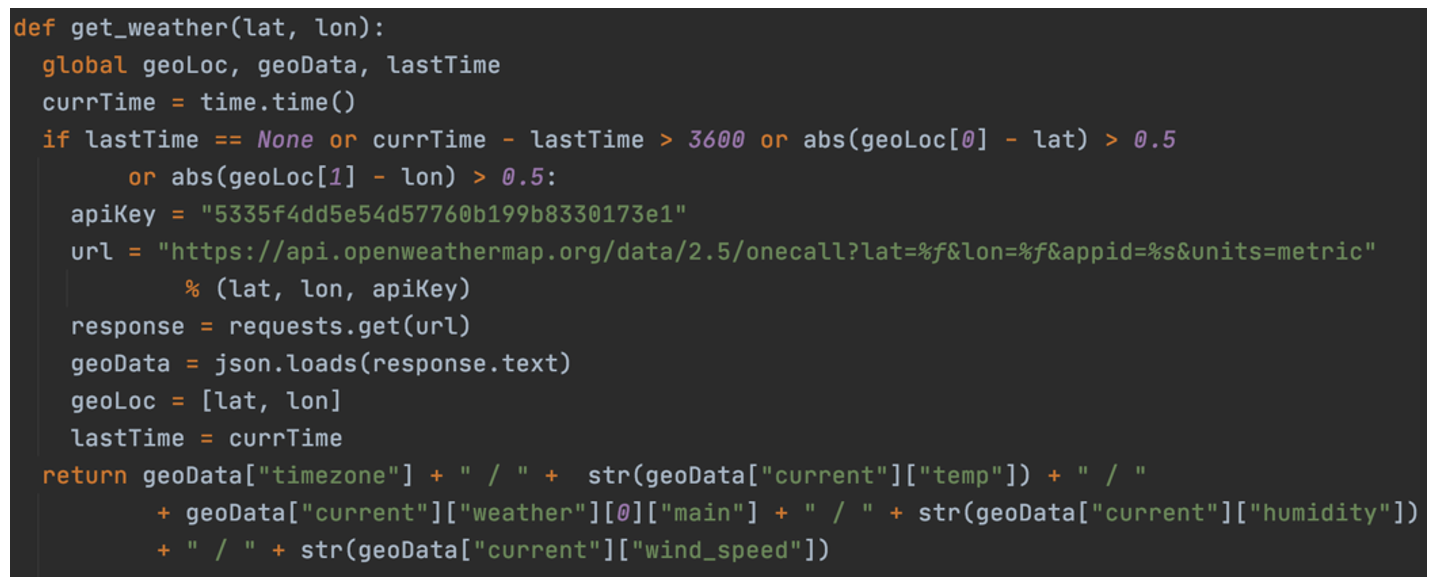 def get_weather(lat, lon):
  global geoLoc, geoData, lastTime
  currTime = time.time()
  if lastTime == None or currTime - lastTime > 3600 or abs(geoLoc[0] - lat) > 0.5
        or abs(geoLoc[1] - lon) > 0.5:
    apiKey = "5335f4dd5e54d57760b199b8330173e1"
    url = "https://api.openweathermap.org/data/2.5/onecall?lat=%f&lon=%f&appid=%s&units=metric"
            % (lat, lon, apiKey)
    response = requests.get(url)
    geoData = json.loads(response.text)
    geoLoc = [lat, lon]
    lastTime = currTime
  return geoData["timezone"] + " / " +  str(geoData["current"]["temp"]) + " / "
          + geoData["current"]["weather"][0]["main"] + " / " + str(geoData["current"]["humidity"])
          + " / " + str(geoData["current"]["wind_speed"])